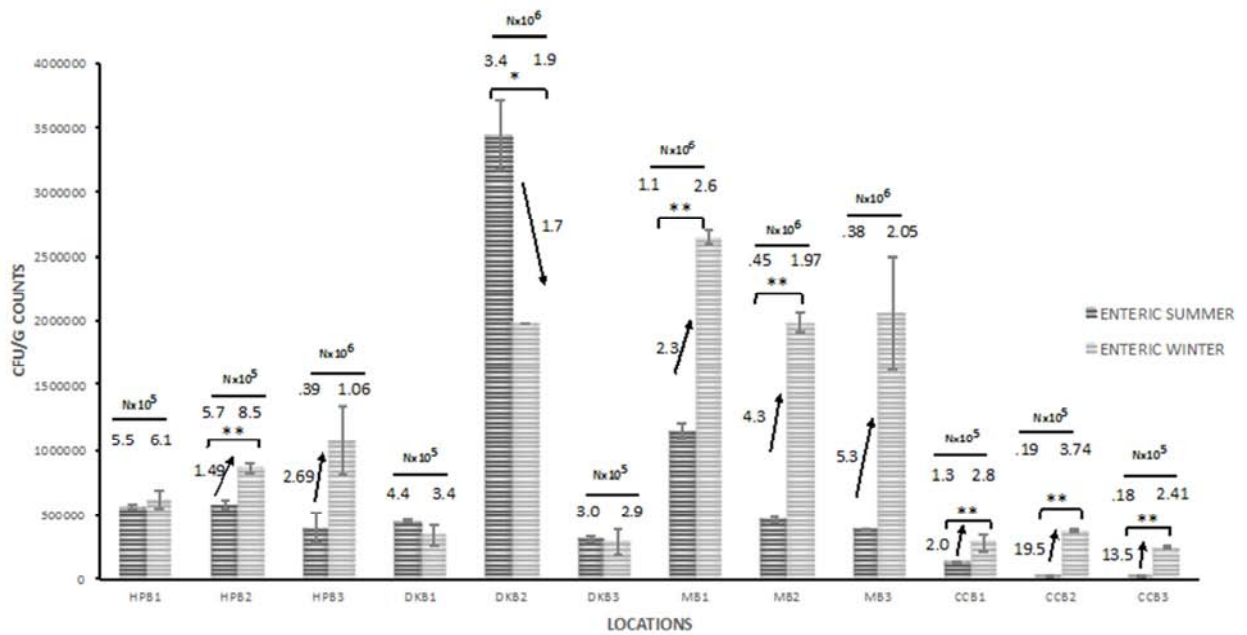 Nx10⁶
3.4 1.9
*
4000000
3500000
3000000
2500000
2000000
1500000
1000000
500000
0
CFU/G COUNTS
Nx10⁵
5.5 6.1
Nx10⁵
5.7 8.5
**
1.49
Nx10⁶
.39 1.06
2.69
Nx10⁵
4.4 3.4
1.7
Nx10⁵
3.0 2.9
Nx10⁶
1.1 2.6
**
2.3
Nx10⁶
.45 1.97
**
4.3
Nx10⁶
.38 2.05
5.3
Nx10⁵
1.3 2.8
**
2.0
Nx10⁵
.19 3.74
**
19.5
Nx10⁵
.18 2.41
**
13.5
ENTERIC SUMMER
ENTERIC WINTER
HPB1 HPB2 HPB3 DKB1 DKB2 DKB3 MB1 MB2 MB3 CCB1 CCB2 CCB3
LOCATIONS